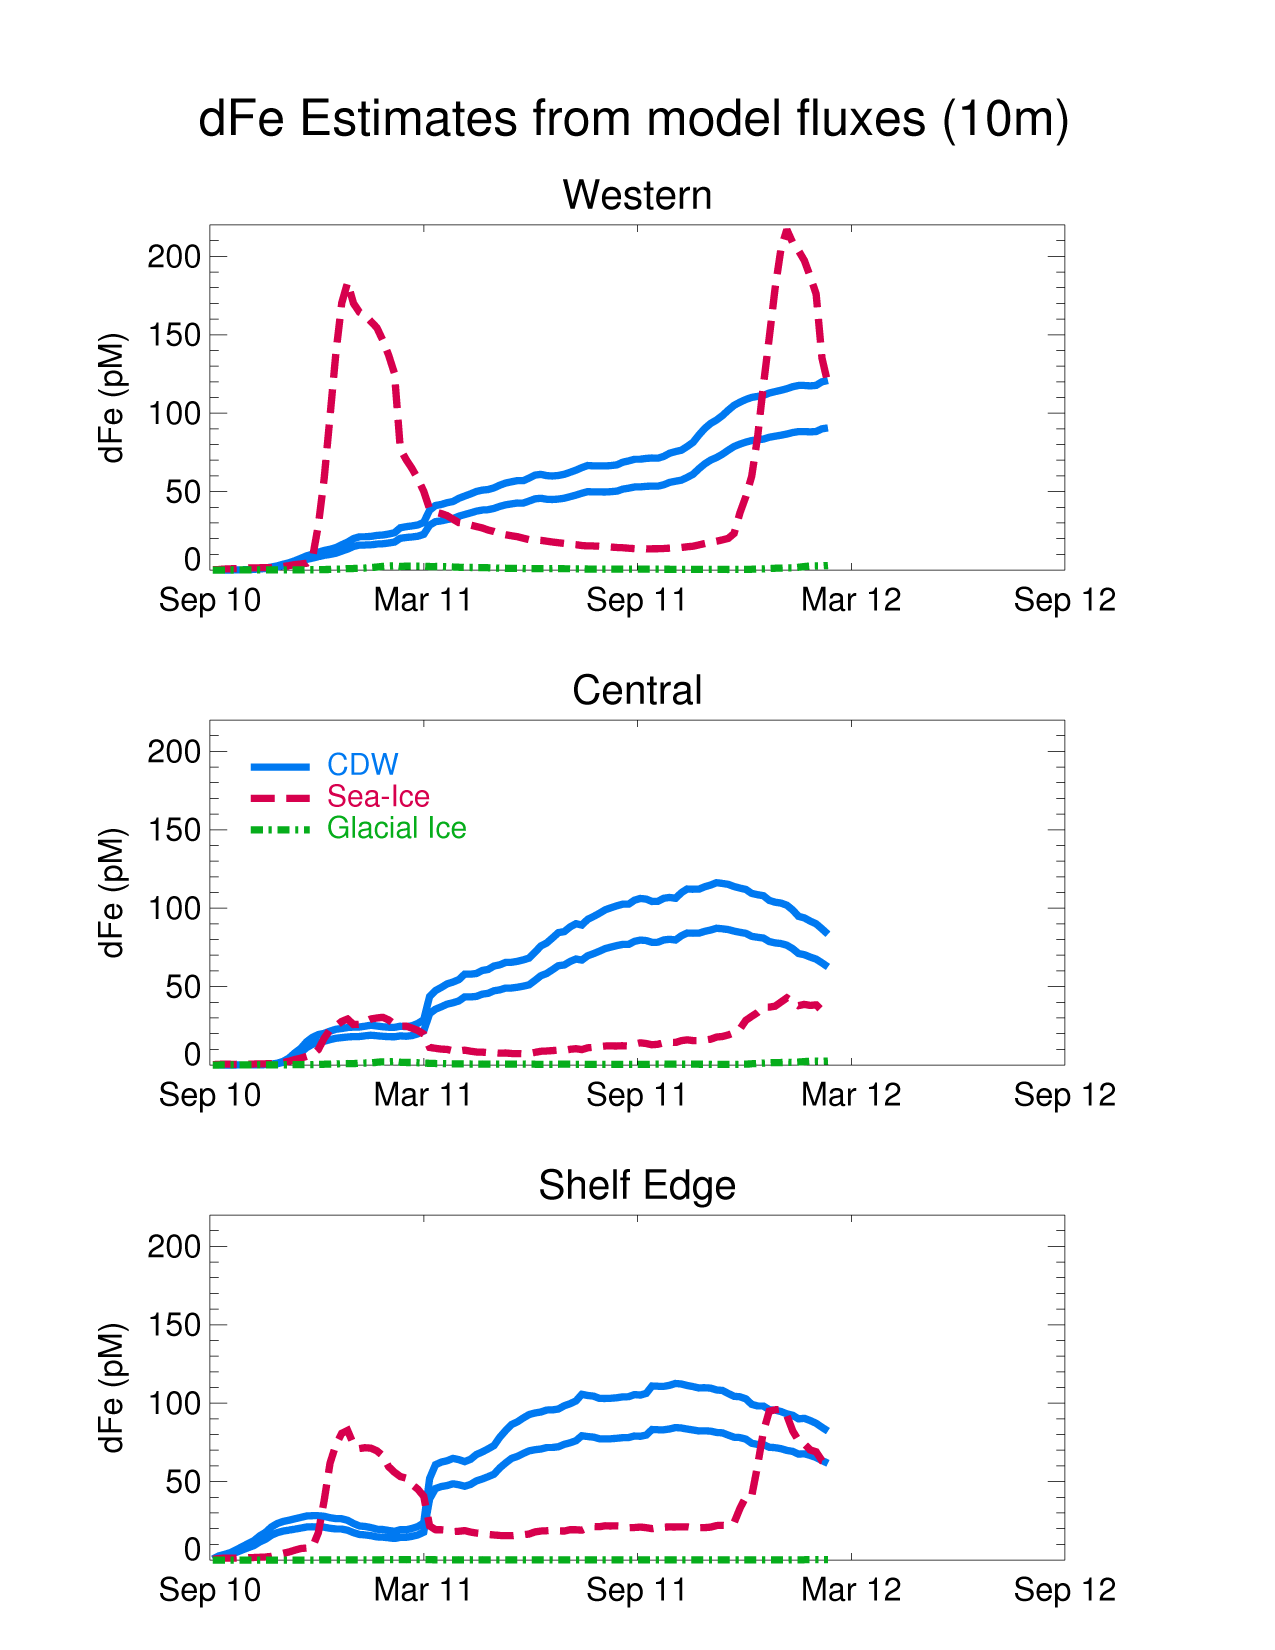 dFe Estimates from model fluxes (10m)
Western
dFe (pM)
200
150
100
50
0
Sep 10 Mar 11 Sep 11 Mar 12 Sep 12
Central
dFe (pM)
200
150
100
50
0
CDW
Sea-Ice
Glacial Ice
Sep 10 Mar 11 Sep 11 Mar 12 Sep 12
Shelf Edge
dFe (pM)
200
150
100
50
0
Sep 10 Mar 11 Sep 11 Mar 12 Sep 12